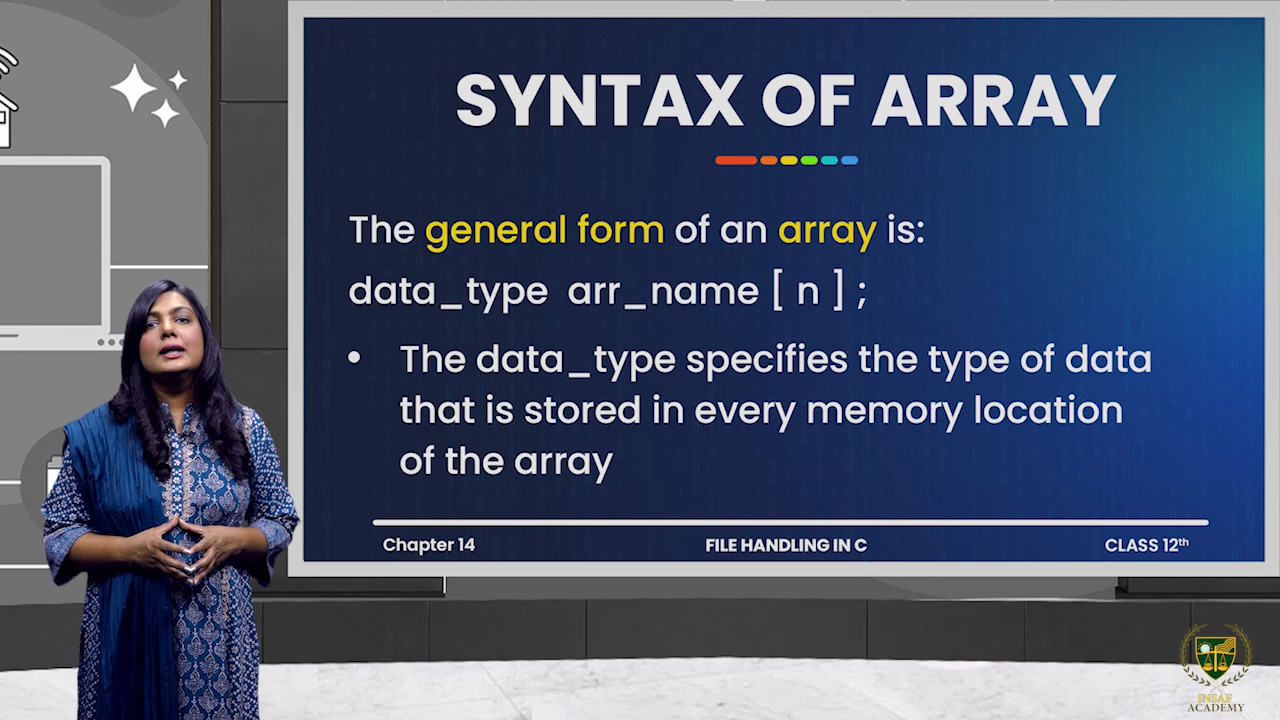 SYNTAX OF ARRAY
The general form of an array is:
data_type arr_name [ n ] ;
• The data_type specifies the type of data
that is stored in every memory location
of the array
Chapter 14
FILE HANDLING IN C
CLASS 12th
INSAF
ACADEMY